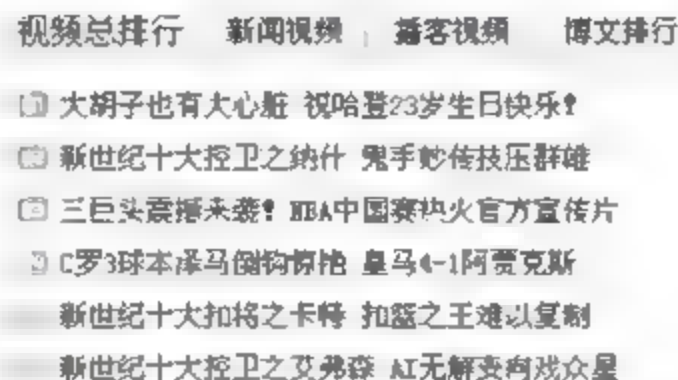 视频总排行 新闻视频 | 播客视频 博文排行
大胡子也有大心脏 祝哈登23岁生日快乐!
新世纪十大控卫之纳什 鬼手妙传技压群雄
三巨头震撼来袭! NBA中国赛热火官方宣传片
C罗3球本泽马倒钩惊艳 皇马4-1阿贾克斯
新世纪十大扣将之卡特 扣篮之王难以复制
新世纪十大控卫之艾弗森 AI无解变向戏众星